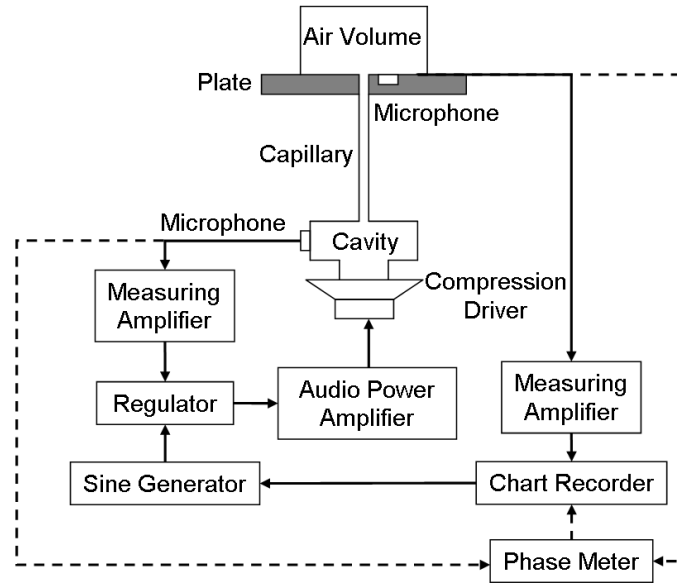 Air Volume
Plate
Microphone
Capillary
Microphone
Cavity
Compression
Driver
Measuring
Amplifier
Measuring
Amplifier
Regulator
Audio Power
Amplifier
Sine Generator
Chart Recorder
Phase Meter